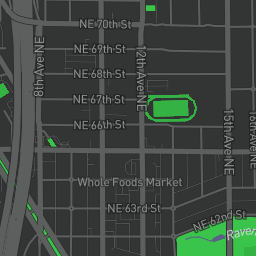 NE 70th St
NE 69th St
8th Ave NE
12th Ave NE
NE 68th St
NE 67th St
15th Ave NE
16th Ave NE
NE 66th St
Whole Foods Market
NE 63rd St
NE 62nd St
Raven